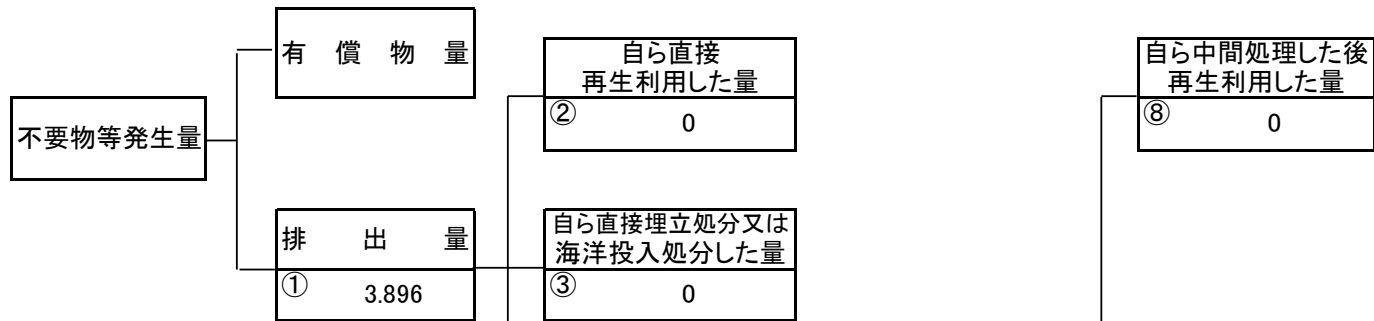 有償物量
自ら直接
再生利用した量
② 0
自ら中間処理した後
再生利用した量
⑧ 0
不要物等発生量
排出量
① 3.896
自ら直接埋立処分又は
海洋投入処分した量
③ 0